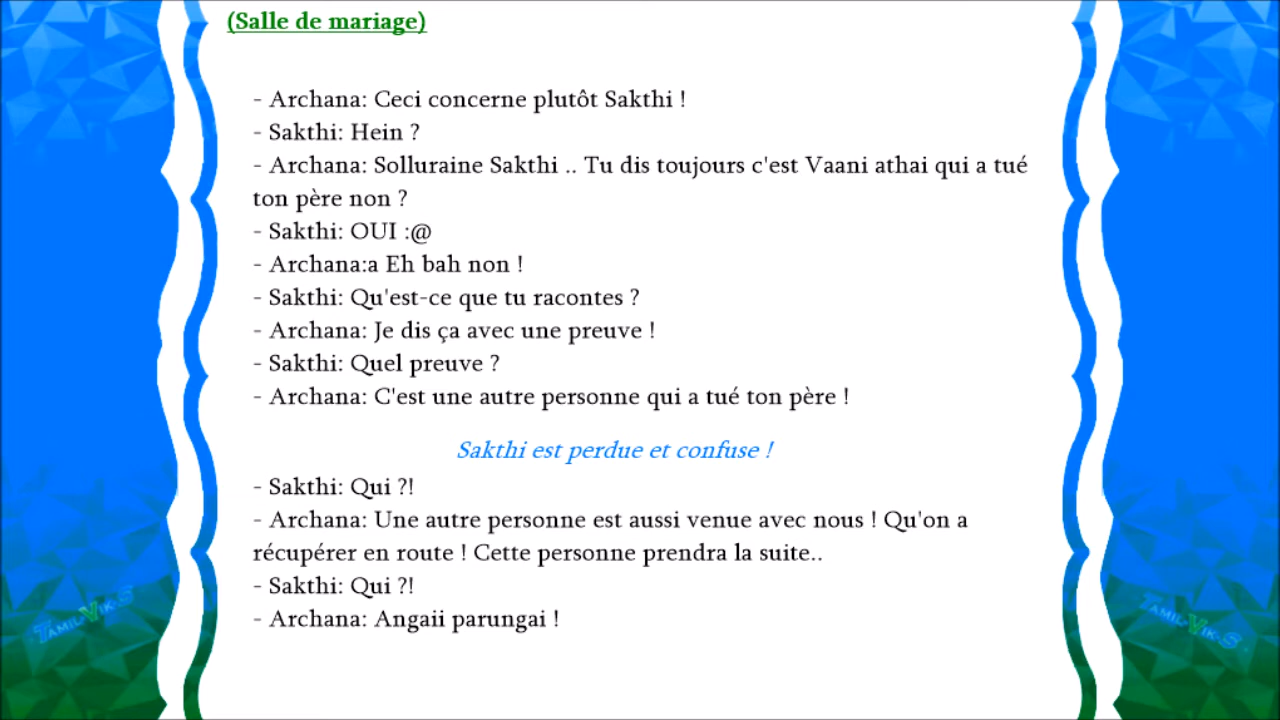 (Salle de mariage)
- Archana: Ceci concerne plutôt Sakthi !
- Sakthi: Hein ?
- Archana: Solluraine Sakthi .. Tu dis toujours c'est Vaani athai qui a tué
ton père non ?
- Sakthi: OUI :@
- Archana:a Eh bah non !
- Sakthi: Qu'est-ce que tu racontes ?
- Archana: Je dis ça avec une preuve !
- Sakthi: Quel preuve ?
- Archana: C'est une autre personne qui a tué ton père !
Sakthi est perdue et confuse !
- Sakthi: Qui ?!
- Archana: Une autre personne est aussi venue avec nous ! Qu'on a
récupérer en route ! Cette personne prendra la suite..
- Sakthi: Qui ?!
- Archana: Angaii parungai !
TAMIL-VIK-S
TAMIL-VIK-S